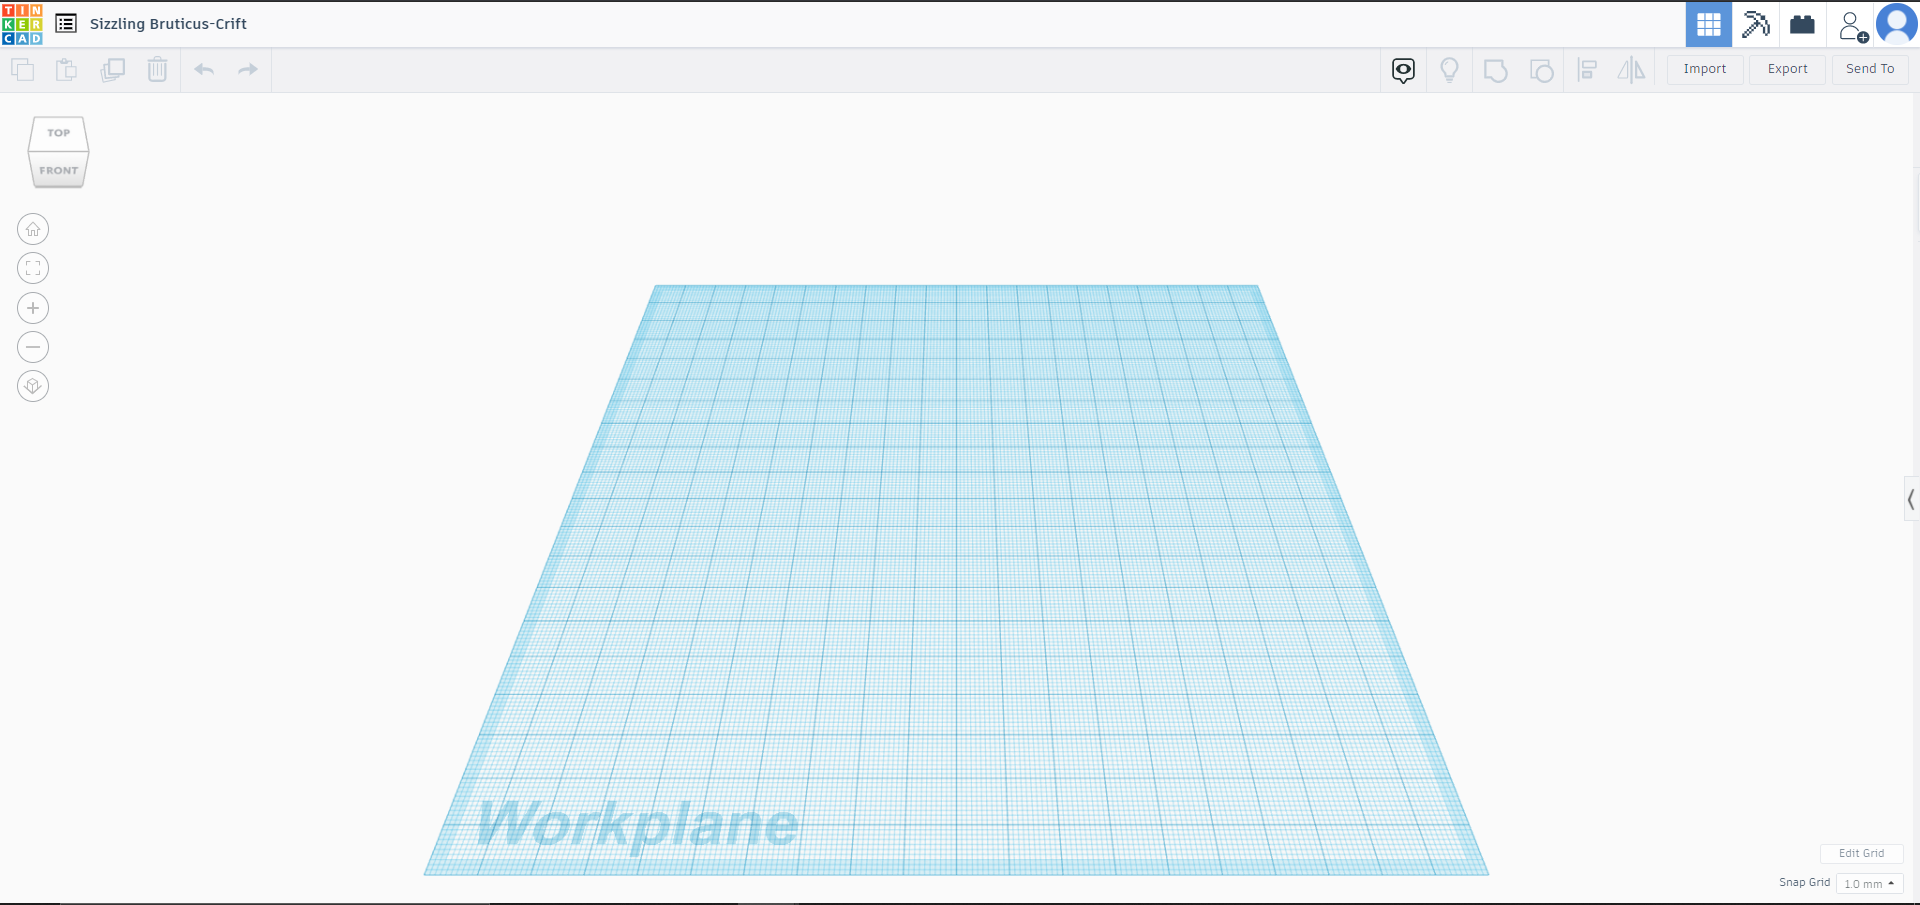 TIN
KER
CAD
Sizzling Bruticus-Crift
Import
Export
Send To
TOP
FRONT
Workplane
Edit Grid
Snap Grid
1.0 mm